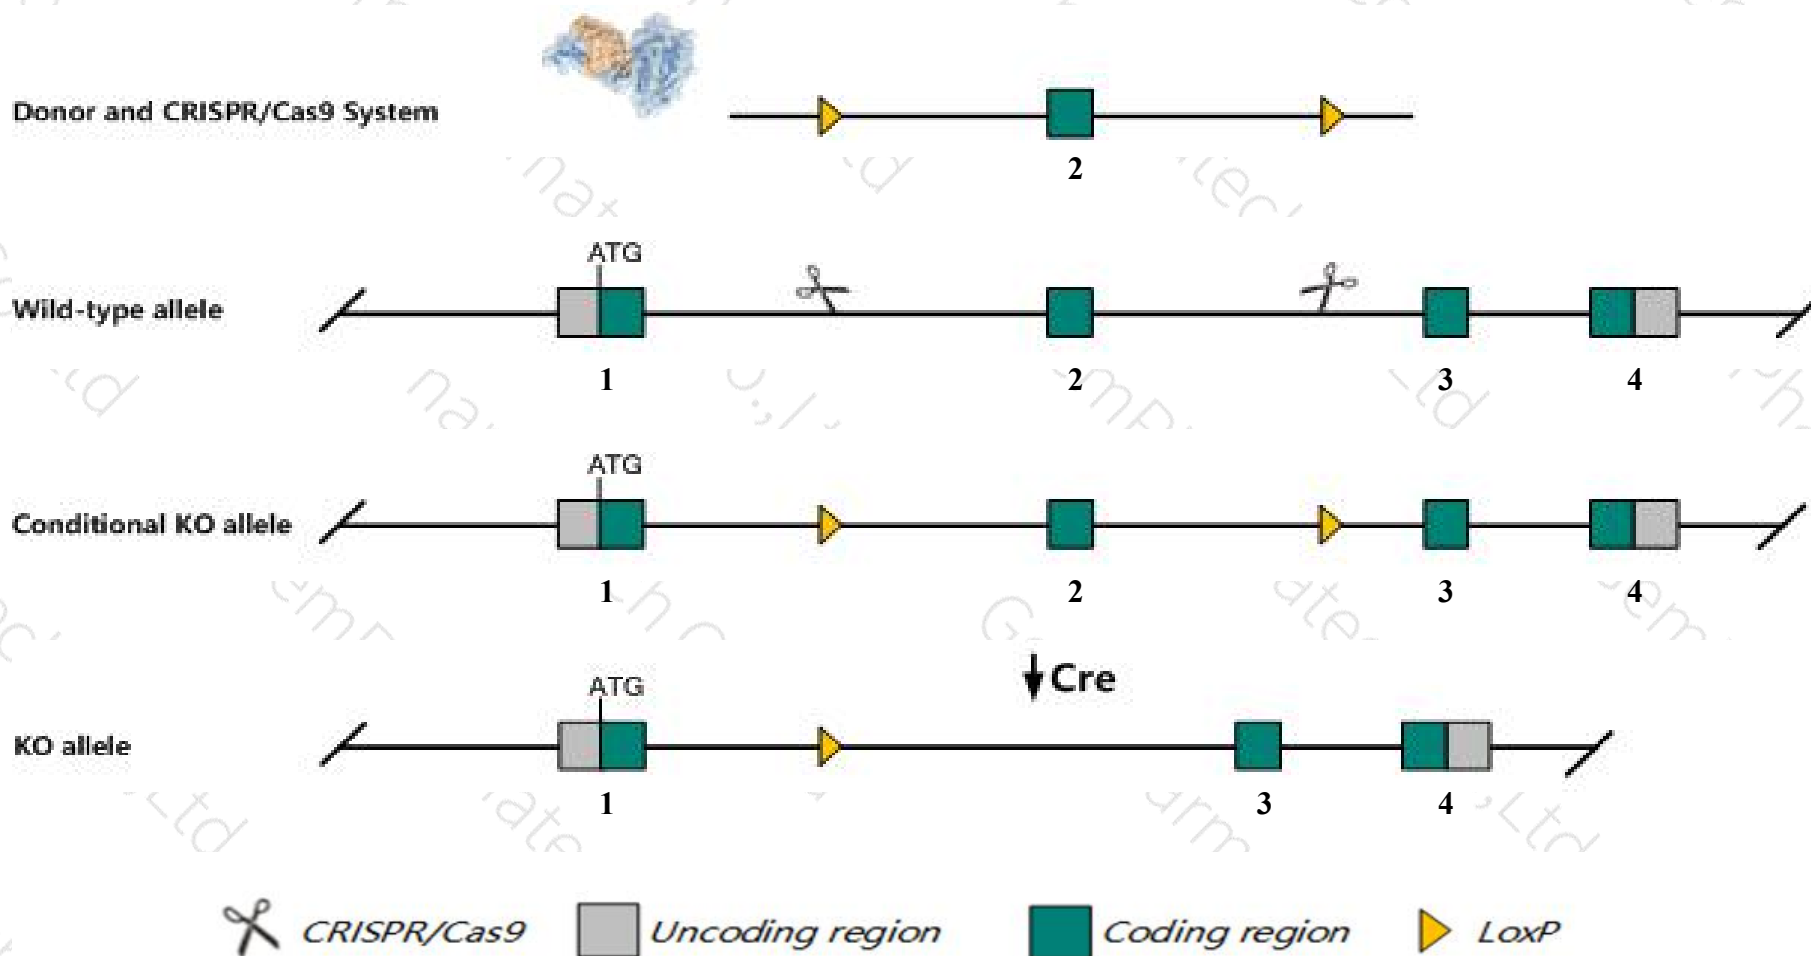 Donor and CRISPR/Cas9 System
2
ATG
Wild-type allele
1 2 3 4
ATG
Conditional KO allele
1 2 3 4
Cre
ATG
KO allele
1 3 4
CRISPR/Cas9 Uncoding region Coding region LoxP